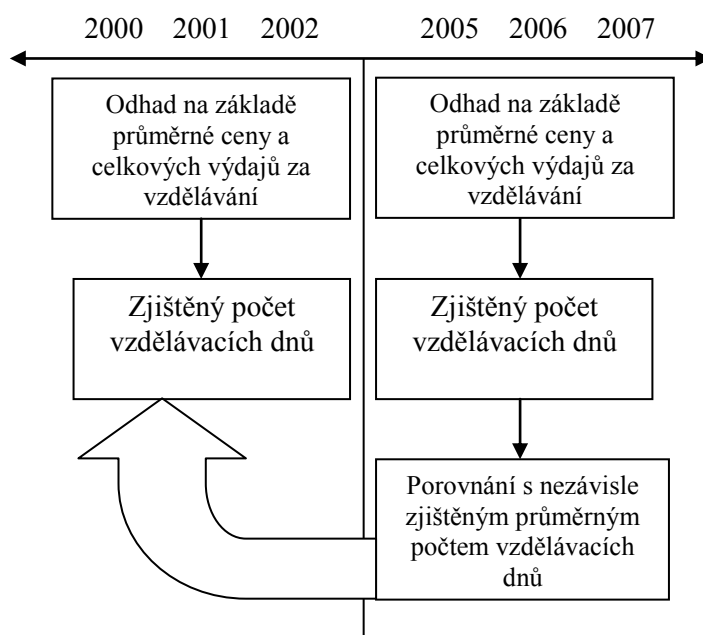 2000 2001 2002 2005 2006 2007
Odhad na základě
průměrné ceny a
celkových výdajů za
vzdělávání
Odhad na základě
průměrné ceny a
celkových výdajů za
vzdělávání
Zjištěný počet
vzdělávacích dnů
Zjištěný počet
vzdělávacích dnů
Porovnání s nezávisle
zjištěným průměrným
počtem vzdělávacích
dnů